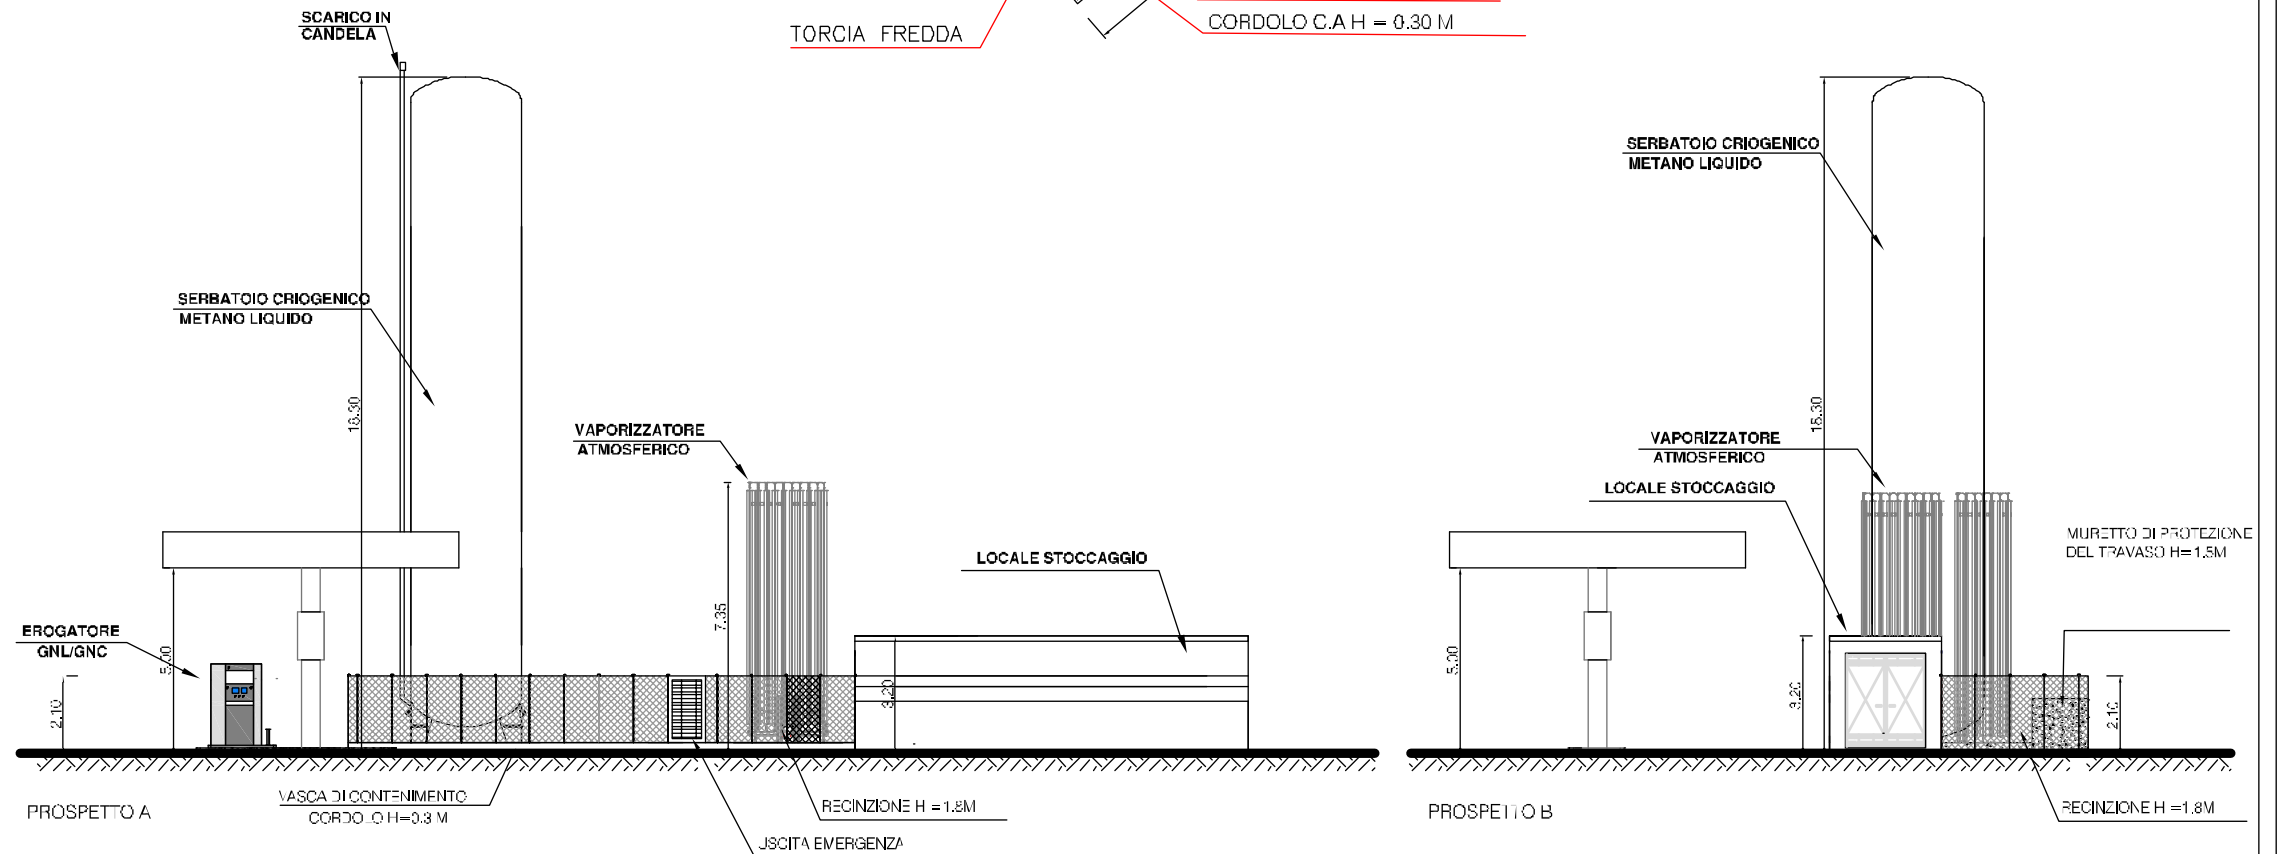 SCARICO IN
CANDELA
TORCIA FREDDA
CORDOLO C.A H = 0.30 M
SERBATOIO CRIOGENICO
METANO LIQUIDO
18.30
VAPORIZZATORE
ATMOSFERICO
7.35
LOCALE STOCCAGGIO
3.20
EROGATORE
GNL/GNC
5.00
2.10
PROSPETTO A
VASCA DI CONTENIMENTO
CORDOLO H=0.3 M
RECINZIONE H =1.8M
USCITA EMERGENZA
SERBATOIO CRIOGENICO
METANO LIQUIDO
18.30
VAPORIZZATORE
ATMOSFERICO
LOCALE STOCCAGGIO
MURETTO DI PROTEZIONE
DEL TRAVASO H=1.5M
5.00
3.20
2.10
PROSPETTO B
RECINZIONE H =1.8M